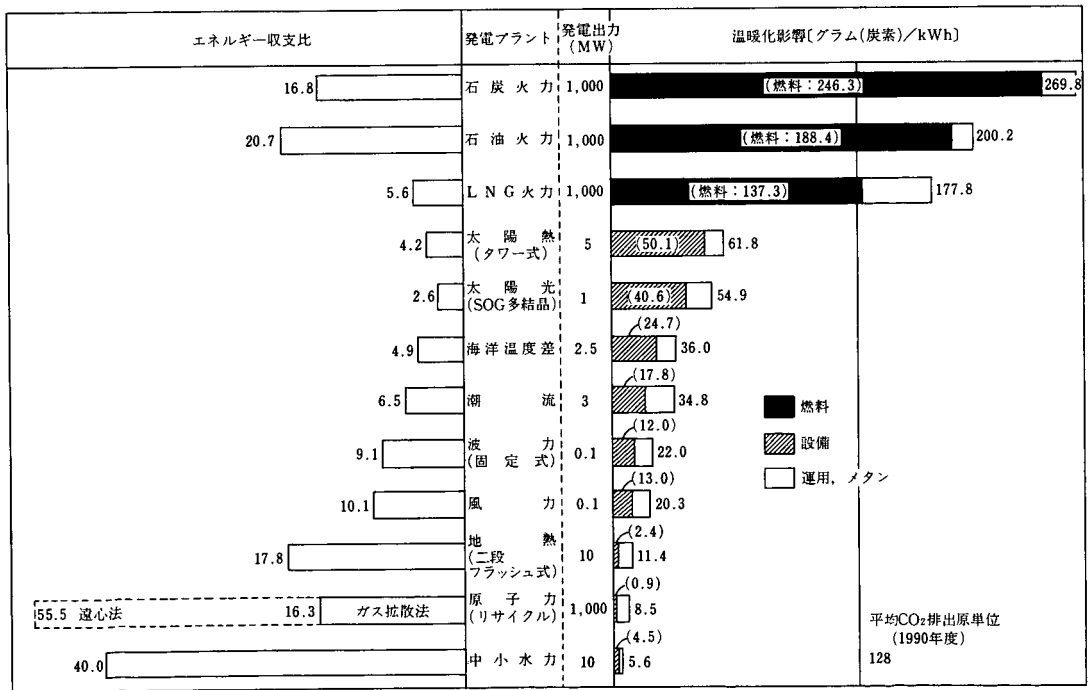 エネルギー収支比 発電プラント 発電出力(MW) 温暖化影響〔グラム(炭素)/kWh〕
16.8 石炭火力 1,000 (燃料:246.3) 269.8
20.7 石油火力 1,000 (燃料:188.4) 200.2
5.6 LNG火力 1,000 (燃料:137.3) 177.8
4.2 太陽熱(タワー式) 5 (50.1) 61.8
2.6 太陽光(SOG多結品) 1 (40.6) 54.9
4.9 海洋温度差 2.5 (24.7) 36.0
6.5 潮流 3 (17.8) 34.8
9.1 波力(固定式) 0.1 (12.0) 22.0
10.1 風力 0.1 (13.0) 20.3
17.8 地熱(二段フラッシュ式) 10 (2.4) 11.4
55.5 遠心法 16.3 ガス拡散法 原子力(リサイクル) 1,000 (0.9) 8.5
40.0 中小水力 10 (4.5) 5.6
燃料
設備
運用,メタン
平均CO₂排出原単位
(1990年度)
128